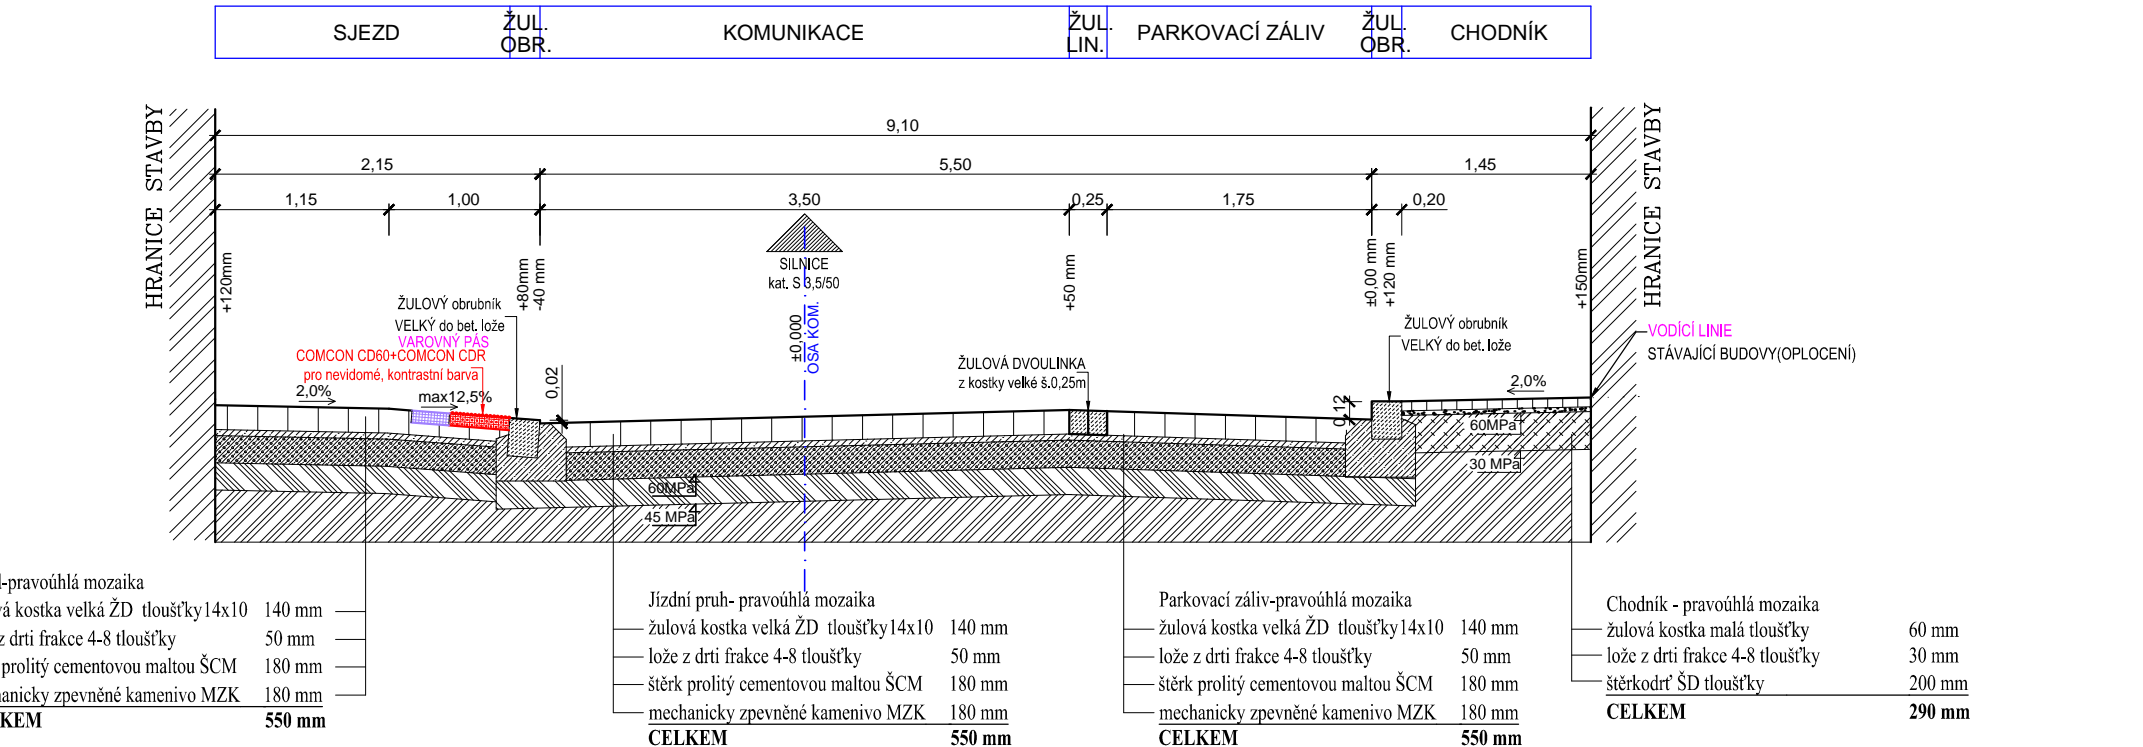 SJEZD
ŽUL.
OBR.
KOMUNIKACE
ŽUL.
LIN.
PARKOVACÍ ZÁLIV
ŽUL.
OBR.
CHODNÍK
HRANICE STAVBY
HRANICE STAVBY
9,10
2,15
5,50
1,45
1,15
1,00
3,50
0,25
1,75
0,20
+120mm
+80mm
-40 mm
SILNICE
kat. S 3,5/50
±0,000
OSA KOM.
+50 mm
±0,00 mm
+120 mm
+150mm
ŽULOVÝ obrubník
VELKÝ do bet. lože
VAROVNÝ PÁS
COMCON CD60+COMCON CDR
pro nevidomé, kontrastní barva
2,0%
max12,5%
0,02
ŽULOVÁ DVOULINKA
z kostky velké š.0,25m
ŽULOVÝ obrubník
VELKÝ do bet. lože
0,12
2,0%
VODÍCÍ LINIE
STÁVAJÍCÍ BUDOVY(OPLOCENÍ)
60MPa
30 MPa
60MPa
45 MPa
-pravoúhlá mozaika
vá kostka velká ŽD tloušťky14x10 140 mm
z drti frakce 4-8 tloušťky 50 mm
prolitý cementovou maltou ŠCM 180 mm
hanicky zpevněné kamenivo MZK 180 mm
KEM 550 mm
Jízdní pruh- pravoúhlá mozaika
žulová kostka velká ŽD tloušťky14x10 140 mm
lože z drti frakce 4-8 tloušťky 50 mm
štěrk prolitý cementovou maltou ŠCM 180 mm
mechanicky zpevněné kamenivo MZK 180 mm
CELKEM 550 mm
Parkovací záliv-pravoúhlá mozaika
žulová kostka velká ŽD tloušťky14x10 140 mm
lože z drti frakce 4-8 tloušťky 50 mm
štěrk prolitý cementovou maltou ŠCM 180 mm
mechanicky zpevněné kamenivo MZK 180 mm
CELKEM 550 mm
Chodník - pravoúhlá mozaika
žulová kostka malá tloušťky 60 mm
lože z drti frakce 4-8 tloušťky 30 mm
štěrkodrť ŠD tloušťky 200 mm
CELKEM 290 mm